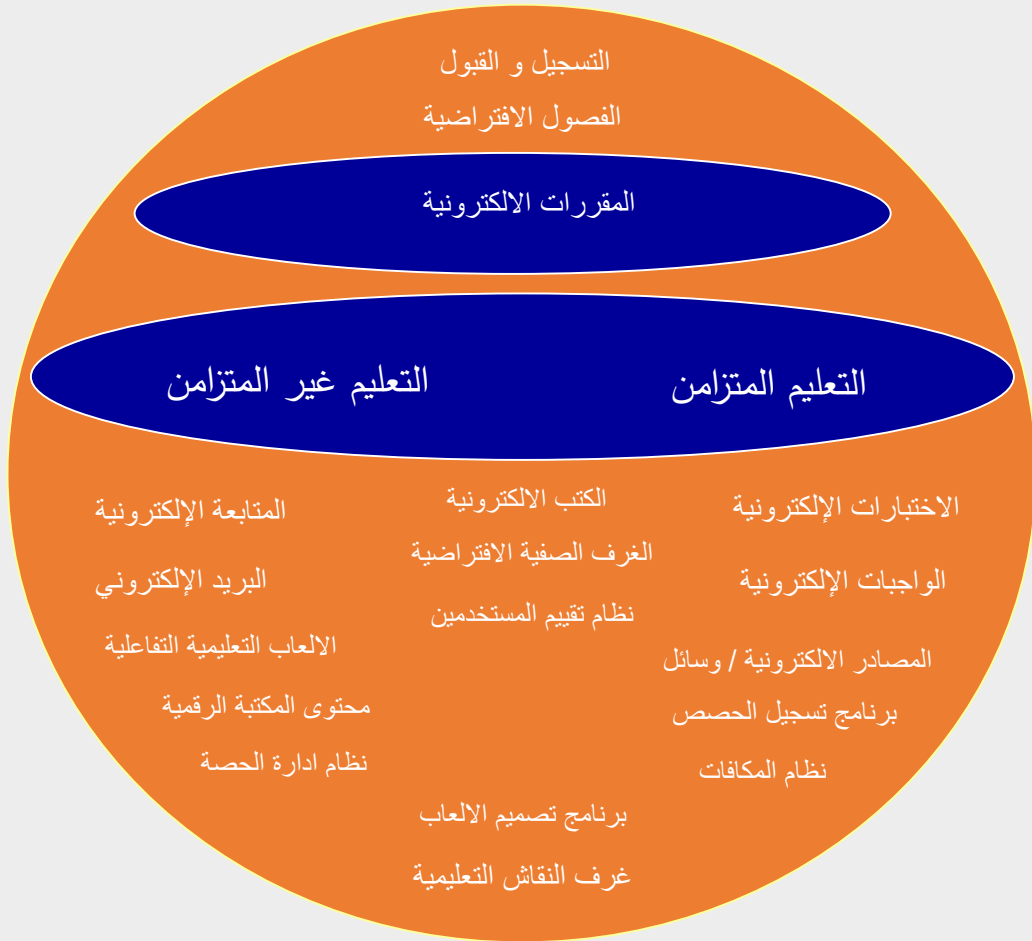 التسجيل و القبول
الفصول الافتراضية
المقررات الالكترونية
التعليم المتزامن
التعليم غير المتزامن
الاختبارات الإلكترونية
الكتب الالكترونية
المتابعة الإلكترونية
الغرف الصفية الافتراضية
الواجبات الإلكترونية
البريد الإلكتروني
نظام تقييم المستخدمين
المصادر الالكترونية / وسائل
الالعاب التعليمية التفاعلية
برنامج تسجيل الحصص
محتوى المكتبة الرقمية
نظام المكافات
نظام ادارة الحصة
برنامج تصميم الالعاب
غرف النقاش التعليمية